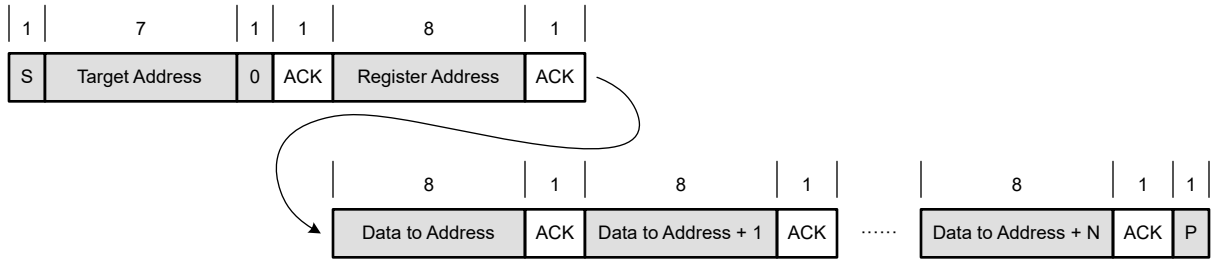 1 7 1 1 8 1
S Target Address 0 ACK Register Address ACK
8 1 8 1 8 1 1
Data to Address ACK Data to Address + 1 ACK ...... Data to Address + N ACK P